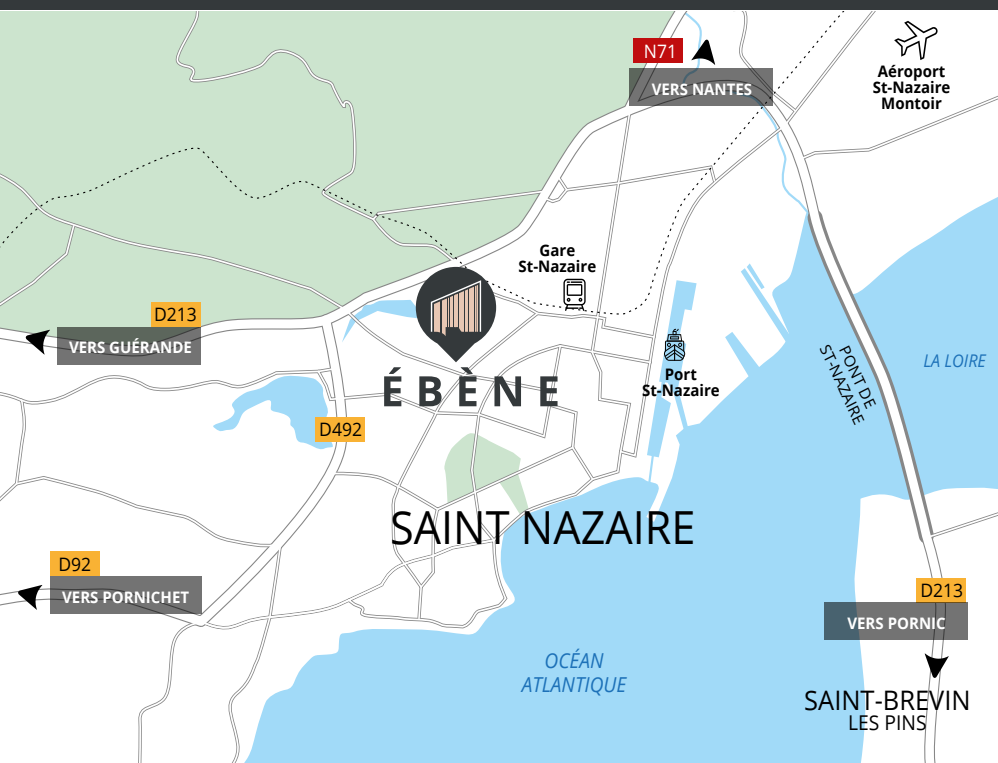 N71
VERS NANTES
Aéroport
St-Nazaire
Montoir
Gare
St-Nazaire
D213
VERS GUÉRANDE
Port
St-Nazaire
PONT DE
ST-NAZAIRE
LA LOIRE
ÉBÈNE
D492
SAINT NAZAIRE
D92
VERS PORNICHET
D213
VERS PORNIC
OCÉAN
ATLANTIQUE
SAINT-BREVIN
LES PINS